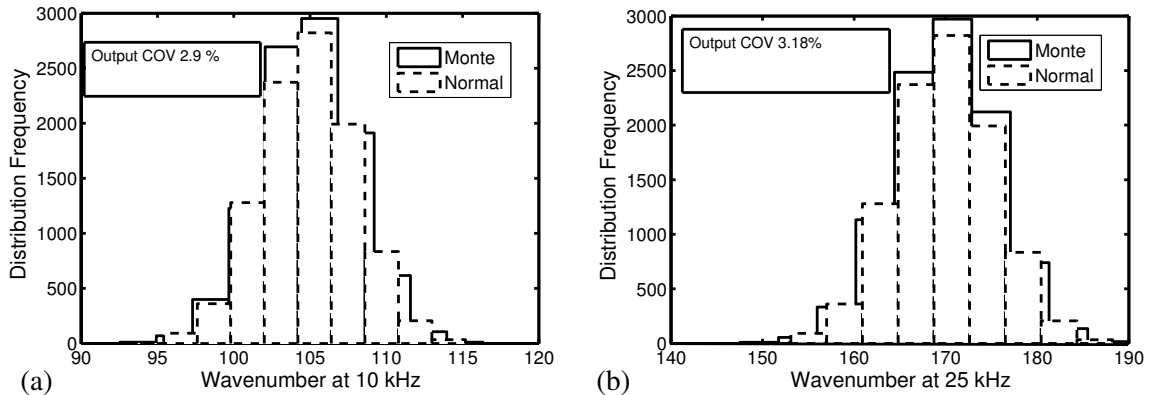 3000
2500
2000
1500
1000
500
0
Distribution Frequency
Output COV 2.9 %
Monte
Normal
90 95 100 105 110 115 120
(a) Wavenumber at 10 kHz
3000
2500
2000
1500
1000
500
0
Distribution Frequency
Output COV 3.18%
Monte
Normal
140 150 160 170 180 190
(b) Wavenumber at 25 kHz